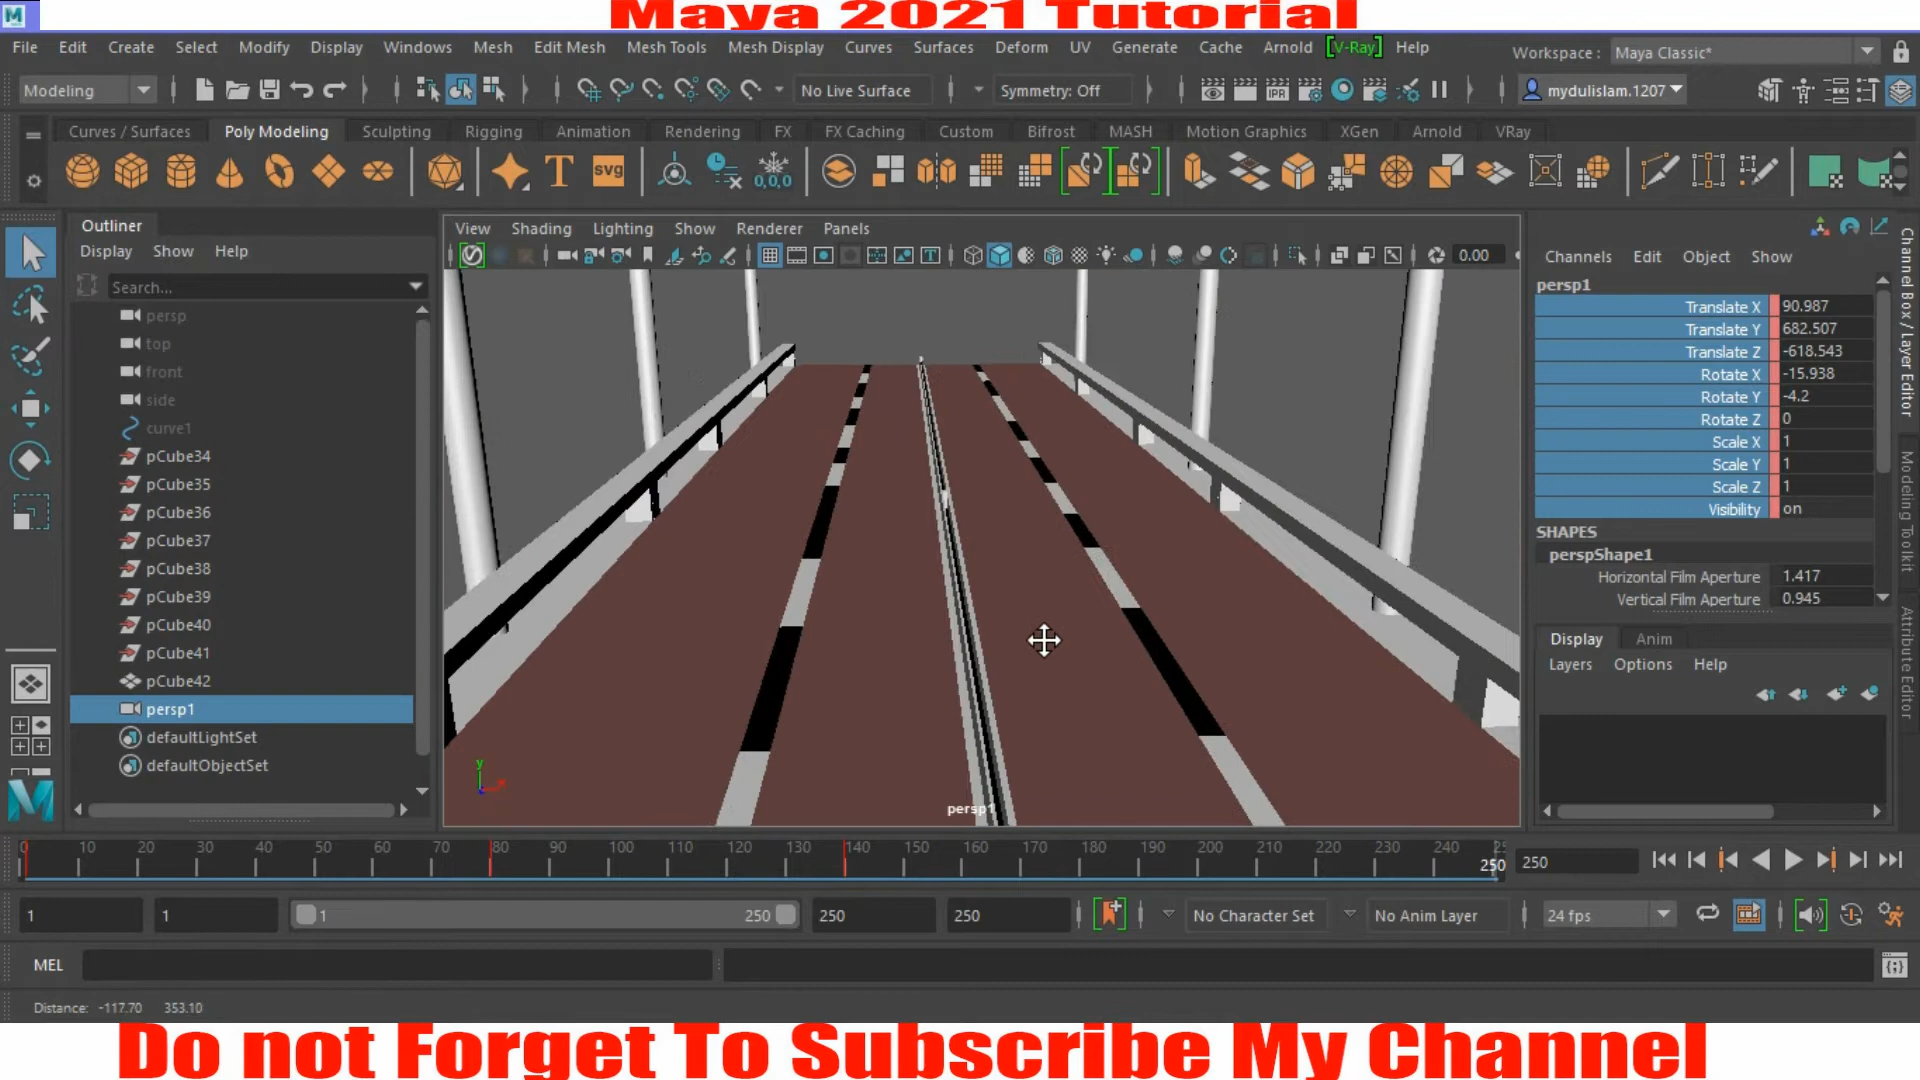 Maya 2021 Tutorial
File Edit Create Select Modify Display Windows Mesh Edit Mesh Mesh Tools Mesh Display Curves Surfaces Deform UV Generate Cache Arnold [V-Ray] Help Workspace : Maya Classic*
Modeling No Live Surface Symmetry: Off mydulislam.1207
Curves / Surfaces Poly Modeling Sculpting Rigging Animation Rendering FX FX Caching Custom Bifrost MASH Motion Graphics XGen Arnold VRay
T svg 0,0,0
Outliner
Display Show Help
Search...
persp
top
front
side
curve1
pCube34
pCube35
pCube36
pCube37
pCube38
pCube39
pCube40
pCube41
pCube42
persp1
defaultLightSet
defaultObjectSet
View Shading Lighting Show Renderer Panels
0.00
y
persp1
Channels Edit Object Show
persp1
Translate X 90.987
Translate Y 682.507
Translate Z -618.543
Rotate X -15.938
Rotate Y -4.2
Rotate Z 0
Scale X 1
Scale Y 1
Scale Z 1
Visibility on
SHAPES
perspShape1
Horizontal Film Aperture 1.417
Vertical Film Aperture 0.945
Display Anim
Layers Options Help
Channel Box / Layer Editor
Modeling Toolkit
Attribute Editor
0 10 20 30 40 50 60 70 80 90 100 110 120 130 140 150 160 170 180 190 200 210 220 230 240 25
250 250
1 1 1 250 250 250 No Character Set No Anim Layer 24 fps
MEL
Distance: -117.70 353.10
Do not Forget To Subscribe My Channel